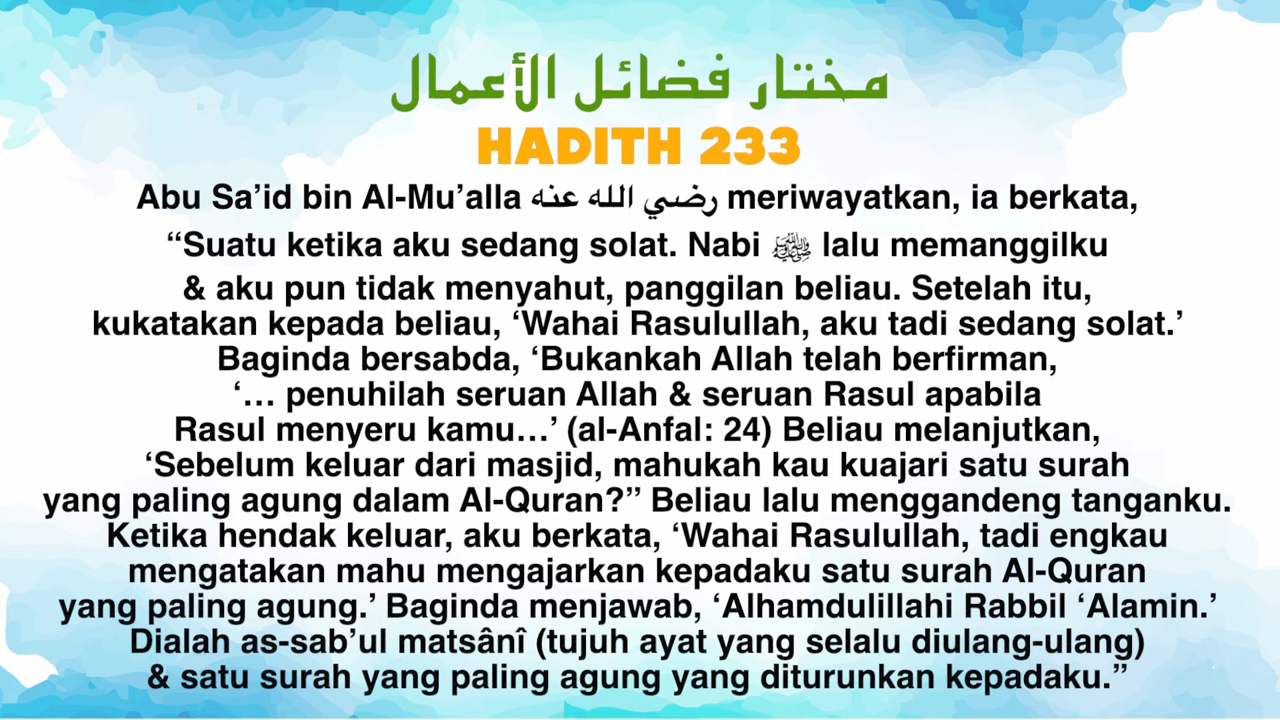 مختار فضائل الأعمال
HADITH 233
Abu Sa’id bin Al-Mu’alla رضي الله عنه meriwayatkan, ia berkata,
“Suatu ketika aku sedang solat. Nabi ﷺ lalu memanggilku
& aku pun tidak menyahut, panggilan beliau. Setelah itu,
kukatakan kepada beliau, ‘Wahai Rasulullah, aku tadi sedang solat.’
Baginda bersabda, ‘Bukankah Allah telah berfirman,
‘… penuhilah seruan Allah & seruan Rasul apabila
Rasul menyeru kamu…’ (al-Anfal: 24) Beliau melanjutkan,
‘Sebelum keluar dari masjid, mahukah kau kuajari satu surah
yang paling agung dalam Al-Quran?” Beliau lalu menggandeng tanganku.
Ketika hendak keluar, aku berkata, ‘Wahai Rasulullah, tadi engkau
mengatakan mahu mengajarkan kepadaku satu surah Al-Quran
yang paling agung.’ Baginda menjawab, ‘Alhamdulillahi Rabbil ‘Alamin.’
Dialah as-sab’ul matsânî (tujuh ayat yang selalu diulang-ulang)
& satu surah yang paling agung yang diturunkan kepadaku.”